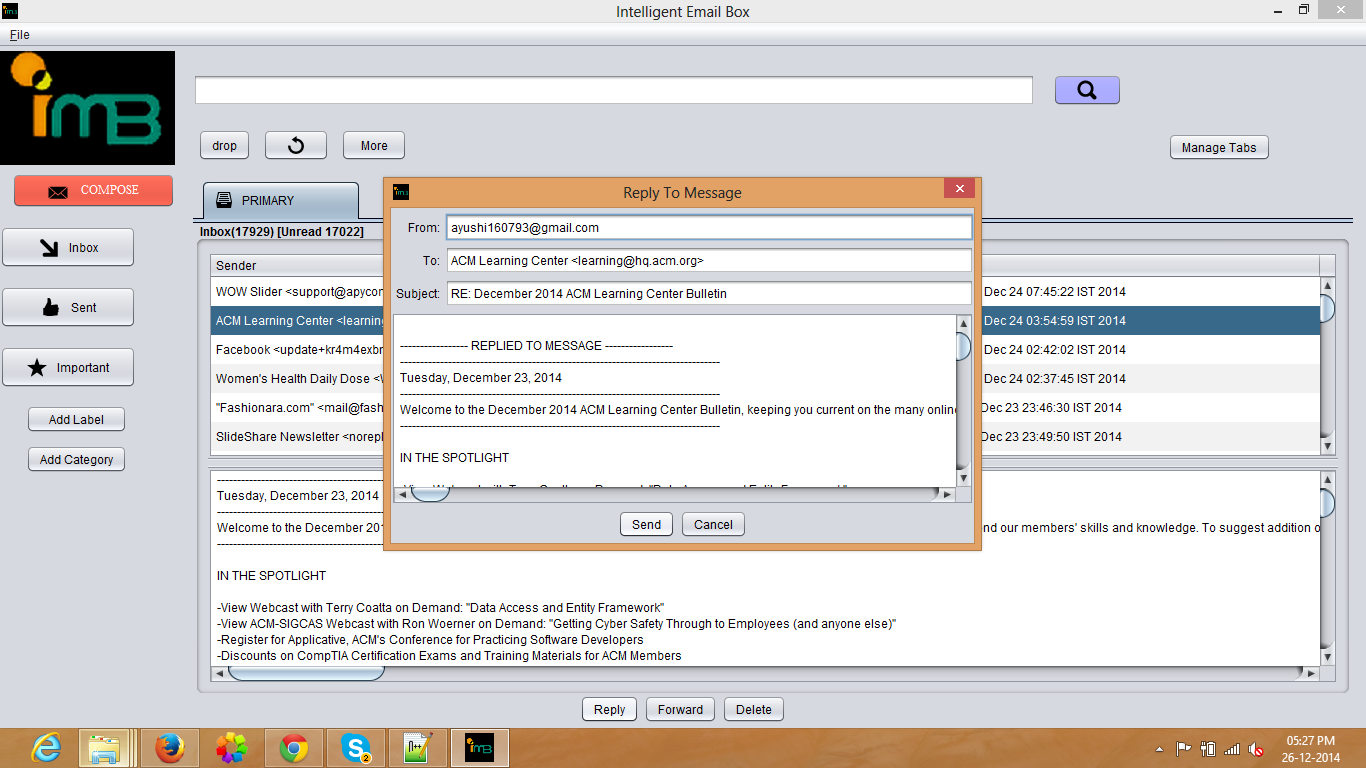 Intelligent Email Box
File
imB
drop
More
Manage Tabs
COMPOSE
Inbox
Sent
Important
Add Label
Add Category
PRIMARY
Inbox(17929) [Unread 17022]
Sender
WOW Slider <support@apycon
Dec 24 07:45:22 IST 2014
ACM Learning Center <learning
Dec 24 03:54:59 IST 2014
Facebook <update+kr4m4exbr
Dec 24 02:42:02 IST 2014
Women's Health Daily Dose <
Dec 24 02:37:45 IST 2014
"Fashionara.com" <mail@fash
Dec 23 23:46:30 IST 2014
SlideShare Newsletter <norepl
Dec 23 23:49:50 IST 2014
Reply To Message
From: ayushi160793@gmail.com
To: ACM Learning Center <learning@hq.acm.org>
Subject: RE: December 2014 ACM Learning Center Bulletin
----------------- REPLIED TO MESSAGE -----------------
--------------------------------------------------------------------------------
Tuesday, December 23, 2014
--------------------------------------------------------------------------------
Welcome to the December 2014 ACM Learning Center Bulletin, keeping you current on the many online
--------------------------------------------------------------------------------
IN THE SPOTLIGHT
Send
Cancel
Tuesday, December 23, 2014
Welcome to the December 201
nd our members' skills and knowledge. To suggest addition o
IN THE SPOTLIGHT
-View Webcast with Terry Coatta on Demand: "Data Access and Entity Framework"
-View ACM-SIGCAS Webcast with Ron Woerner on Demand: "Getting Cyber Safety Through to Employees (and anyone else)"
-Register for Applicative, ACM's Conference for Practicing Software Developers
-Discounts on CompTIA Certification Exams and Training Materials for ACM Members
Reply
Forward
Delete
2
imB
05:27 PM
26-12-2014